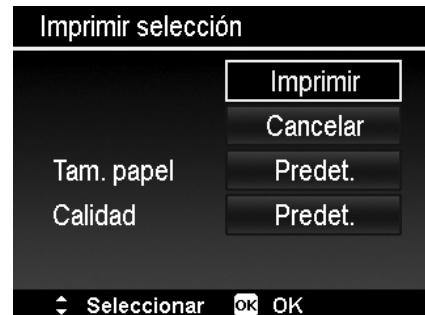 Imprimir selección
Imprimir
Cancelar
Tam. papel Predet.
Calidad Predet.
Seleccionar OK OK